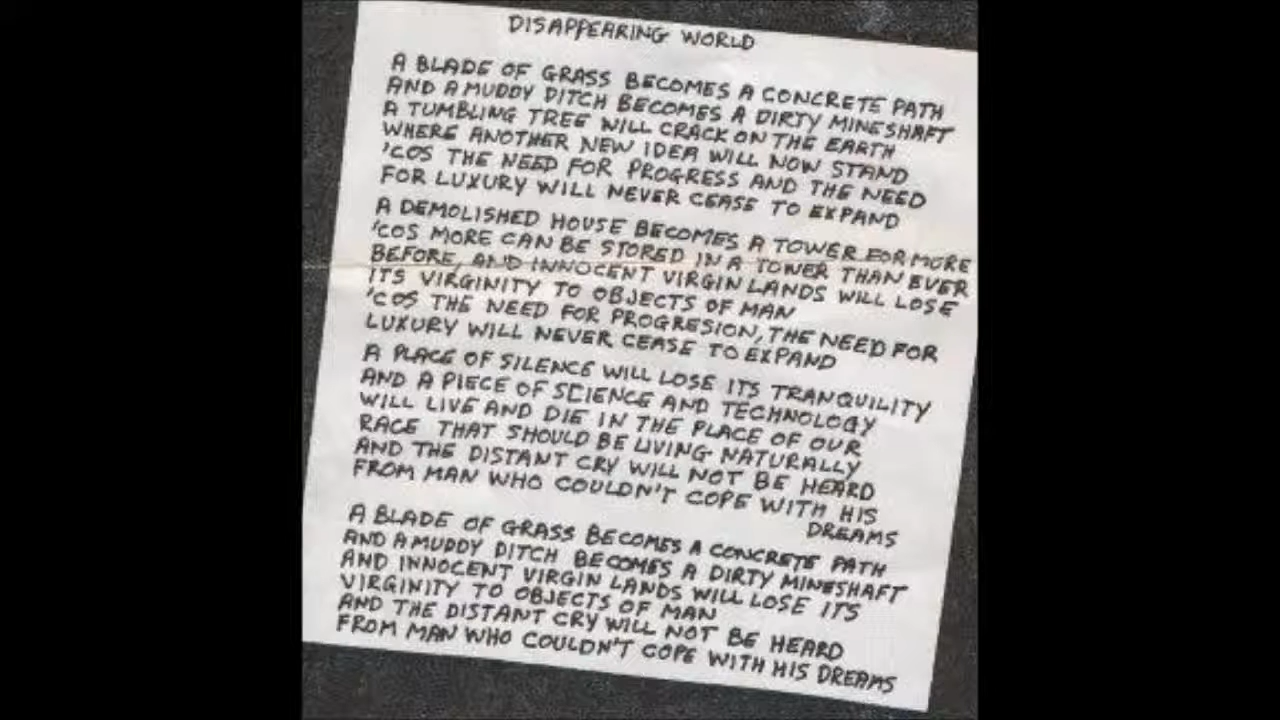 DISAPPEARING WORLD
A BLADE OF GRASS BECOMES A CONCRETE PATH
AND A MUDDY DITCH BECOMES A DIRTY MINESHAFT
A TUMBLING TREE WILL CRACK ON THE EARTH
WHERE ANOTHER NEW IDEA WILL NOW STAND
'COS THE NEED FOR PROGRESS AND THE NEED
FOR LUXURY WILL NEVER CEASE TO EXPAND
A DEMOLISHED HOUSE BECOMES A TOWER FOR MORE
'COS MORE CAN BE STORED IN A TOWER THAN EVER
BEFORE, AND INNOCENT VIRGIN LANDS WILL LOSE
ITS VIRGINITY TO OBJECTS OF MAN
'COS THE NEED FOR PROGRESION, THE NEED FOR
LUXURY WILL NEVER CEASE TO EXPAND
A PLACE OF SILENCE WILL LOSE ITS TRANQUILITY
AND A PIECE OF SCIENCE AND TECHNOLOGY
WILL LIVE AND DIE IN THE PLACE OF OUR
RACE THAT SHOULD BE LIVING NATURALLY
AND THE DISTANT CRY WILL NOT BE HEARD
FROM MAN WHO COULDN'T COPE WITH HIS
DREAMS
A BLADE OF GRASS BECOMES A CONCRETE PATH
AND A MUDDY DITCH BECOMES A DIRTY MINESHAFT
AND INNOCENT VIRGIN LANDS WILL LOSE ITS
VIRGINITY TO OBJECTS OF MAN
AND THE DISTANT CRY WILL NOT BE HEARD
FROM MAN WHO COULDN'T COPE WITH HIS DREAMS